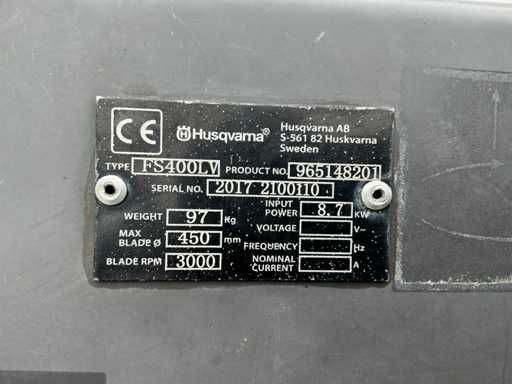 CE Husqvarna® Husqvarna AB
S-561 82 Huskvarna
Sweden
TYPE FS400LV PRODUCT NO. 965148201
SERIAL NO. 2017 2100110
WEIGHT 97 Kg INPUT POWER 8.7 KW
MAX BLADE Ø 450 mm VOLTAGE V~
FREQUENCY Hz
BLADE RPM 3000 NOMINAL CURRENT A